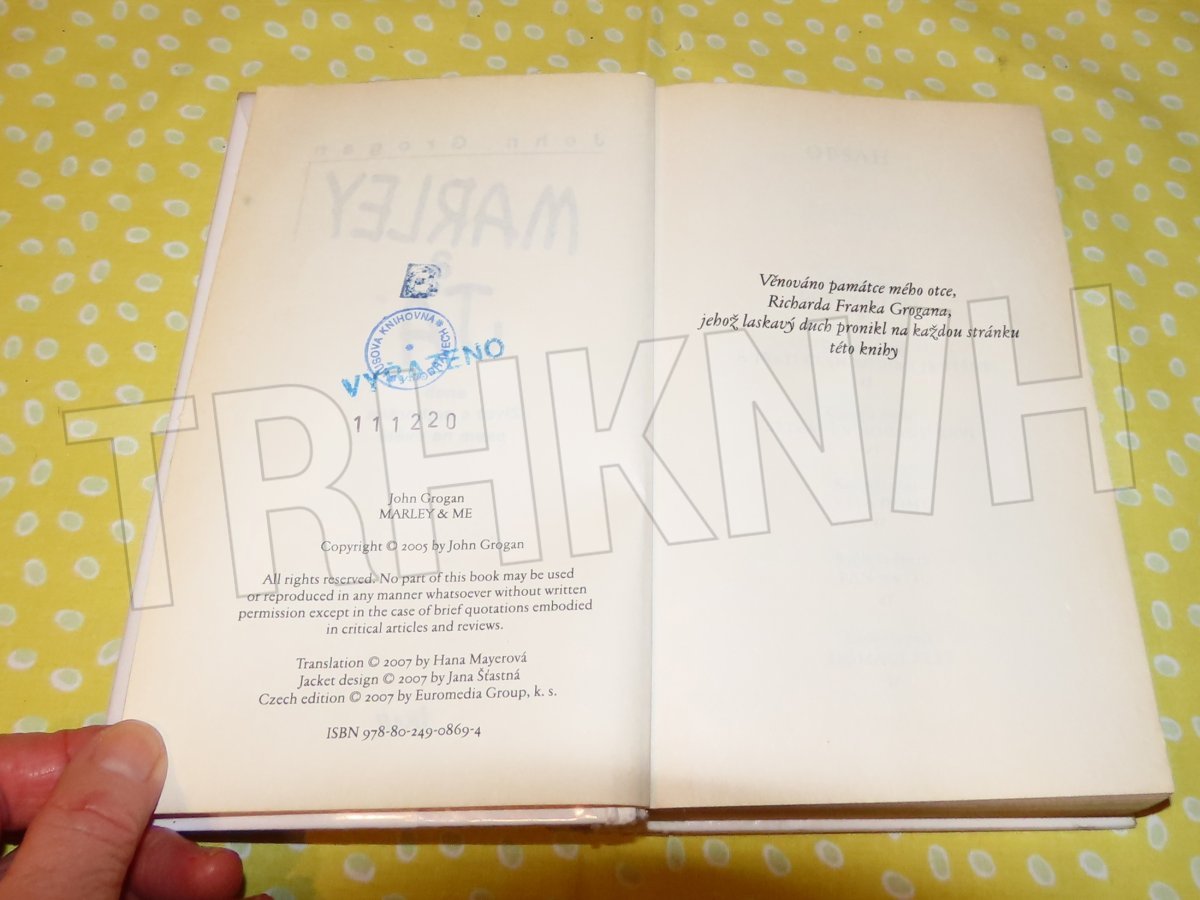 VYŘAZENO
111220
John Grogan
MARLEY & ME
Copyright © 2005 by John Grogan
All rights reserved. No part of this book may be used
or reproduced in any manner whatsoever without written
permission except in the case of brief quotations embodied
in critical articles and reviews.
Translation © 2007 by Hana Mayerová
Jacket design © 2007 by Jana Šťastná
Czech edition © 2007 by Euromedia Group, k. s.
ISBN 978-80-249-0869-4
Věnováno památce mého otce,
Richarda Franka Grogana,
jehož laskavý duch pronikl na každou stránku
této knihy
TRHKNIH